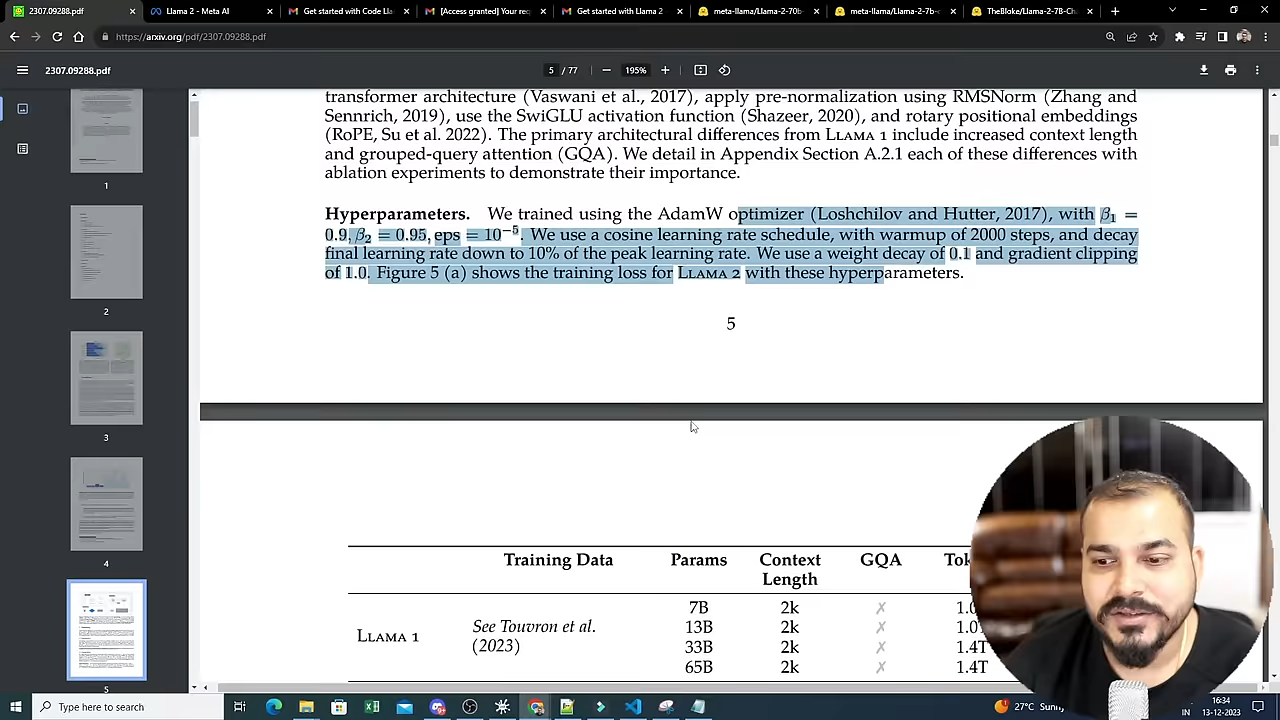 2307.09288.pdf
Llama 2 - Meta AI
Get started with Code Lla
[Access granted] Your req
Get started with Llama 2
meta-llama/Llama-2-70b-
meta-llama/Llama-2-7b-c
TheBloke/Llama-2-7B-Ch
https://arxiv.org/pdf/2307.09288.pdf
2307.09288.pdf
5 / 77
195%
transformer architecture (Vaswani et al., 2017), apply pre-normalization using RMSNorm (Zhang and
Sennrich, 2019), use the SwiGLU activation function (Shazeer, 2020), and rotary positional embeddings
(RoPE, Su et al. 2022). The primary architectural differences from LLAMA 1 include increased context length
and grouped-query attention (GQA). We detail in Appendix Section A.2.1 each of these differences with
ablation experiments to demonstrate their importance.
Hyperparameters. We trained using the AdamW optimizer (Loshchilov and Hutter, 2017), with β₁ =
0.9, β₂ = 0.95, eps = 10⁻⁵. We use a cosine learning rate schedule, with warmup of 2000 steps, and decay
final learning rate down to 10% of the peak learning rate. We use a weight decay of 0.1 and gradient clipping
of 1.0. Figure 5 (a) shows the training loss for LLAMA 2 with these hyperparameters.
5
1
2
3
4
5
Training Data Params Context GQA Tok
Length
LLAMA 1
See Touvron et al.
(2023)
7B 2k ✗ 1.0
13B 2k ✗ 1.0
33B 2k ✗ 1.4T
65B 2k ✗ 1.4T
Type here to search
27°C Sunny
IN
16:34
13-12-2023